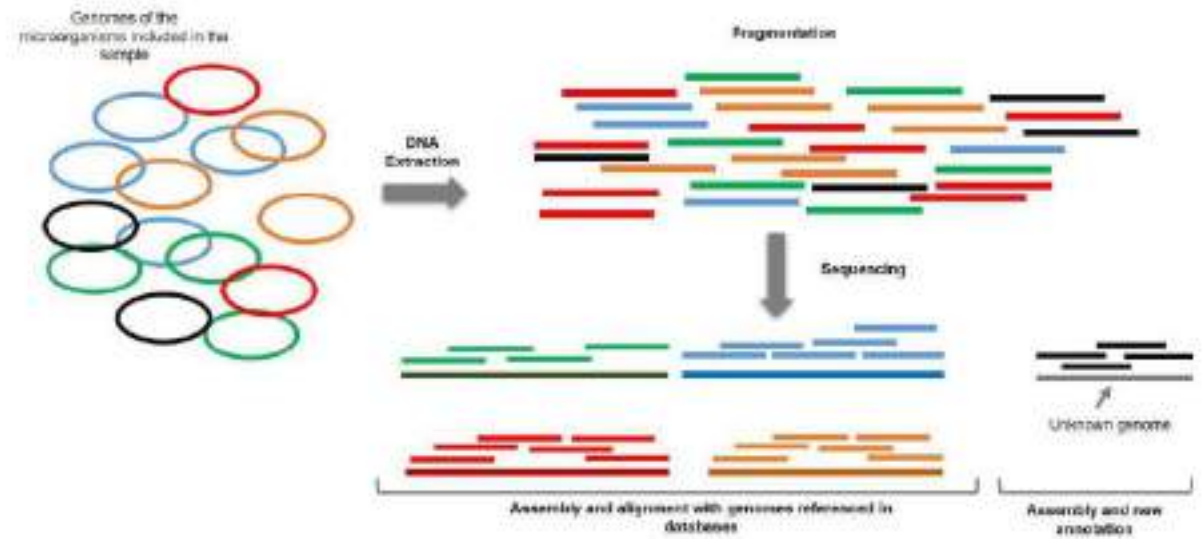 Genomes of the
microorganisms included in the
sample
Fragmentation
DNA
Extraction
Sequencing
Unknown genome
Assembly and alignment with genomes referenced in
databases
Assembly and new
annotation